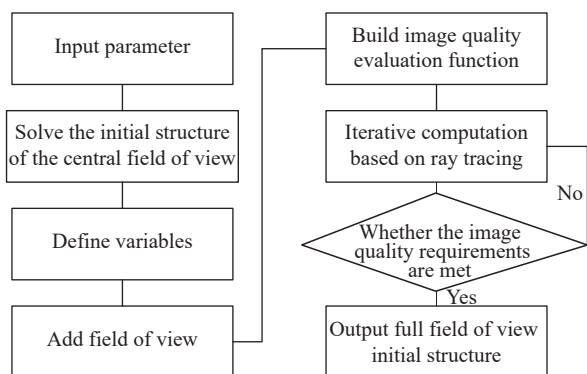 Input parameter
Solve the initial structure
of the central field of view
Define variables
Add field of view
Build image quality
evaluation function
Iterative computation
based on ray tracing
No
Whether the image
quality requirements
are met
Yes
Output full field of view
initial structure